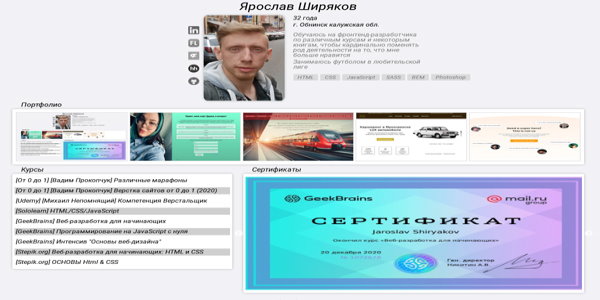 Ярослав Ширяков
32 года
г. Обнинск калужская обл.
Обучаюсь на фронтенд-разработчика
по различным курсам и некоторым
книгам, чтобы кардинально поменять
род деятельности на то, что мне
больше нравится
Занимаюсь футболом в любительской
лиге
HTML CSS JavaScript SASS BEM Photoshop
Портфолио
Курсы
[От 0 до 1] [Вадим Прокопчук] Различные марафоны
[От 0 до 1] [Вадим Прокопчук] Верстка сайтов от 0 до 1 (2020)
[Udemy] [Михаил Непомнящий] Компетенция Верстальщик
[Sololearn] HTML/CSS/JavaScript
[GeekBrains] Веб-разработка для начинающих
[GeekBrains] Программирование на JavaScript с нуля
[GeekBrains] Интенсив "Основы веб-дизайна"
[Stepik.org] Веб-разработка для начинающих: HTML и CSS
[Stepik.org] ОСНОВЫ Html & CSS
Сертификаты
GeekBrains
@mail.ru
group
СЕРТИФИКАТ
Jaroslav Shiryakov
Окончил курс «Веб-разработка для начинающих»
20 декабря 2020
Ген. директор
Никитин А.В.